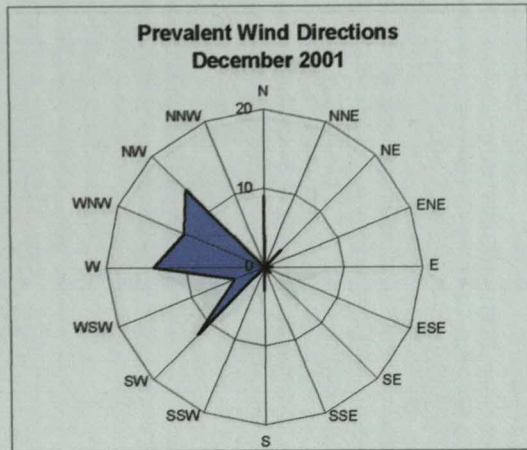 Prevalent Wind Directions
December 2001
N
NNE
NE
ENE
E
ESE
SE
SSE
S
SSW
SW
WSW
W
WNW
NW
NNW
20
10
0